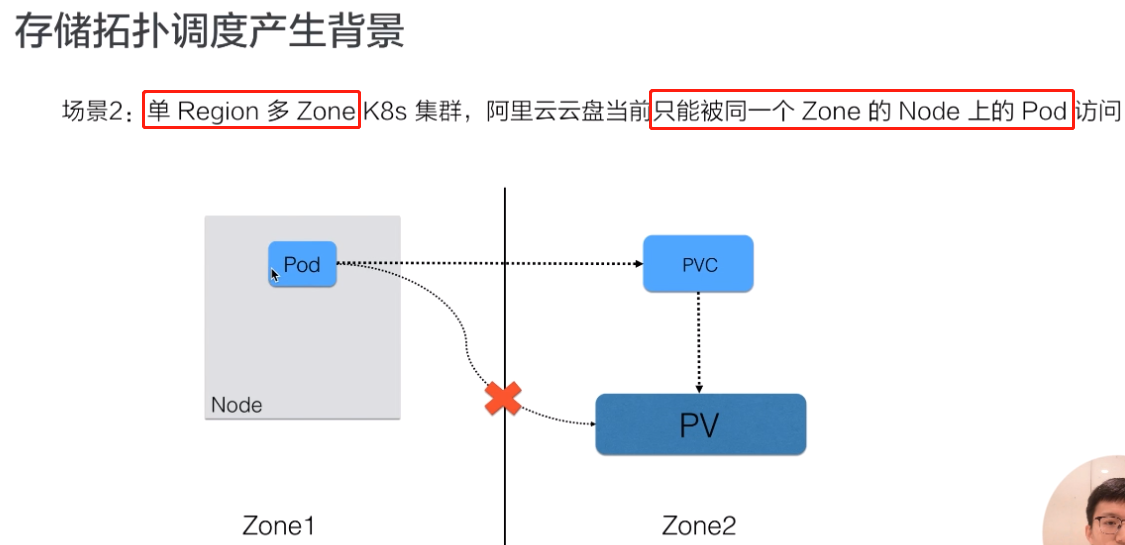 存储拓扑调度产生背景
场景2：单 Region 多 Zone K8s 集群，阿里云云盘当前只能被同一个 Zone 的 Node 上的 Pod 访问
Pod
PVC
Node
PV
Zone1
Zone2